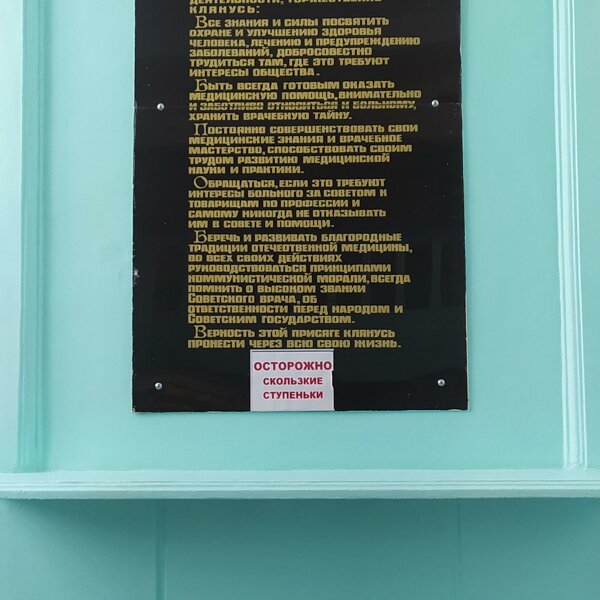 ДЕЯТЕЛЬНОСТИ, ТОРЖЕСТВЕННО
КЛЯНУСЬ:
ВСЕ ЗНАНИЯ И СИЛЫ ПОСВЯТИТЬ
ОХРАНЕ И УЛУЧШЕНИЮ ЗДОРОВЬЯ
ЧЕЛОВЕКА, ЛЕЧЕНИЮ И ПРЕДУПРЕЖДЕНИЮ
ЗАБОЛЕВАНИЙ, ДОБРОСОВЕСТНО
ТРУДИТЬСЯ ТАМ, ГДЕ ЭТО ТРЕБУЮТ
ИНТЕРЕСЫ ОБЩЕСТВА.
БЫТЬ ВСЕГДА ГОТОВЫМ ОКАЗАТЬ
МЕДИЦИНСКУЮ ПОМОЩЬ, ВНИМАТЕЛЬНО
И ЗАБОТЛИВО ОТНОСИТЬСЯ К БОЛЬНОМУ,
ХРАНИТЬ ВРАЧЕБНУЮ ТАЙНУ.
ПОСТОЯННО СОВЕРШЕНСТВОВАТЬ СВОИ
МЕДИЦИНСКИЕ ЗНАНИЯ И ВРАЧЕБНОЕ
МАСТЕРСТВО, СПОСОБСТВОВАТЬ СВОИМ
ТРУДОМ РАЗВИТИЮ МЕДИЦИНСКОЙ
НАУКИ И ПРАКТИКИ.
ОБРАЩАТЬСЯ, ЕСЛИ ЭТО ТРЕБУЮТ
ИНТЕРЕСЫ БОЛЬНОГО ЗА СОВЕТОМ К
ТОВАРИЩАМ ПО ПРОФЕССИИ И
САМОМУ НИКОГДА НЕ ОТКАЗЫВАТЬ
ИМ В СОВЕТЕ И ПОМОЩИ.
БЕРЕЧЬ И РАЗВИВАТЬ БЛАГОРОДНЫЕ
ТРАДИЦИИ ОТЕЧЕСТВЕННОЙ МЕДИЦИНЫ,
ВО ВСЕХ СВОИХ ДЕЙСТВИЯХ
РУКОВОДСТВОВАТЬСЯ ПРИНЦИПАМИ
КОММУНИСТИЧЕСКОЙ МОРАЛИ, ВСЕГДА
ПОМНИТЬ О ВЫСОКОМ ЗВАНИИ
СОВЕТСКОГО ВРАЧА, ОБ
ОТВЕТСТВЕННОСТИ ПЕРЕД НАРОДОМ И
СОВЕТСКИМ ГОСУДАРСТВОМ.
ВЕРНОСТЬ ЭТОЙ ПРИСЯГЕ КЛЯНУСЬ
ПРОНЕСТИ ЧЕРЕЗ ВСЮ СВОЮ ЖИЗНЬ.
ОСТОРОЖНО
СКОЛЬЗКИЕ
СТУПЕНЬКИ